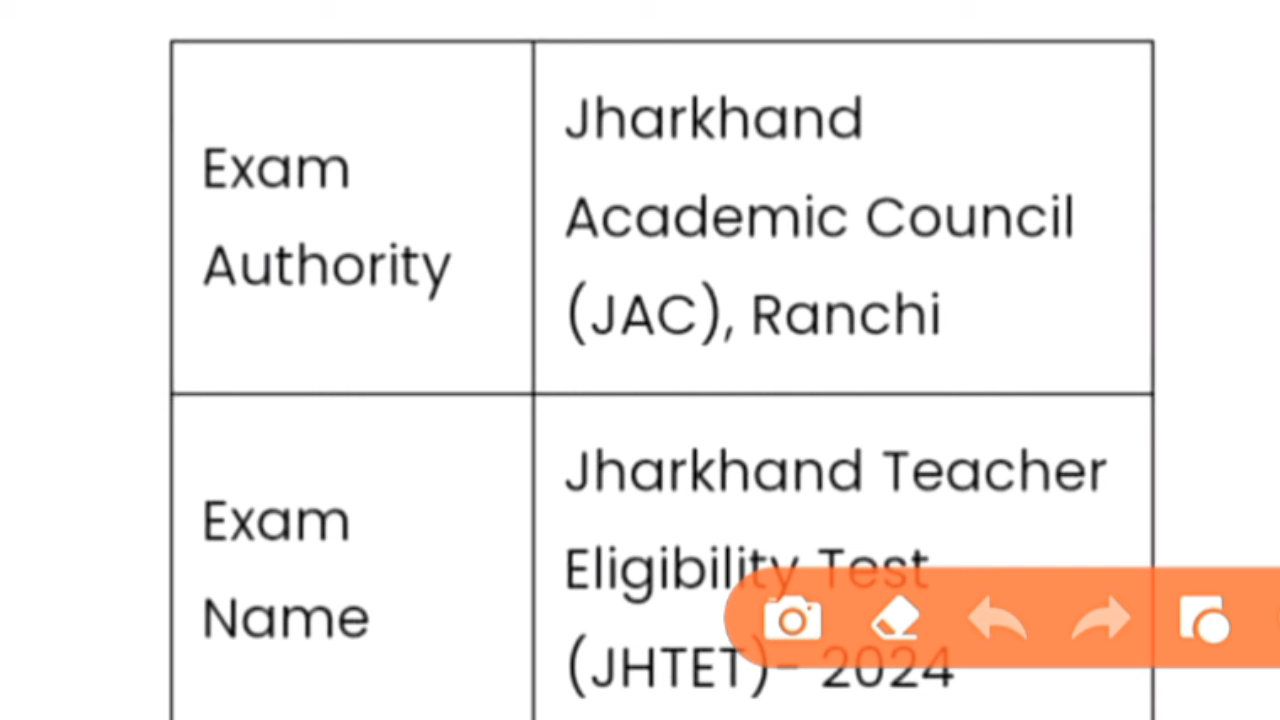 Exam
Authority
Jharkhand
Academic Council
(JAC), Ranchi
Exam
Name
Jharkhand Teacher
Eligibility Test
(JHTET)- 2024